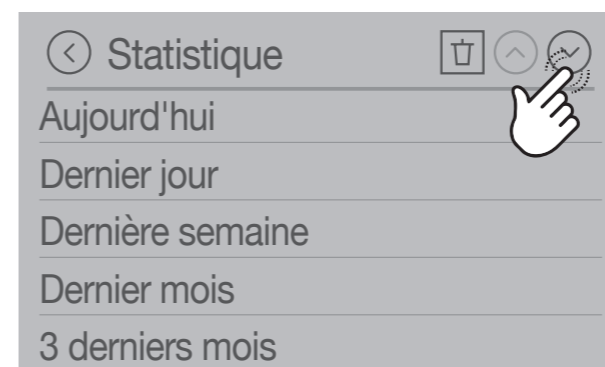 Statistique
Aujourd'hui
Dernier jour
Dernière semaine
Dernier mois
3 derniers mois